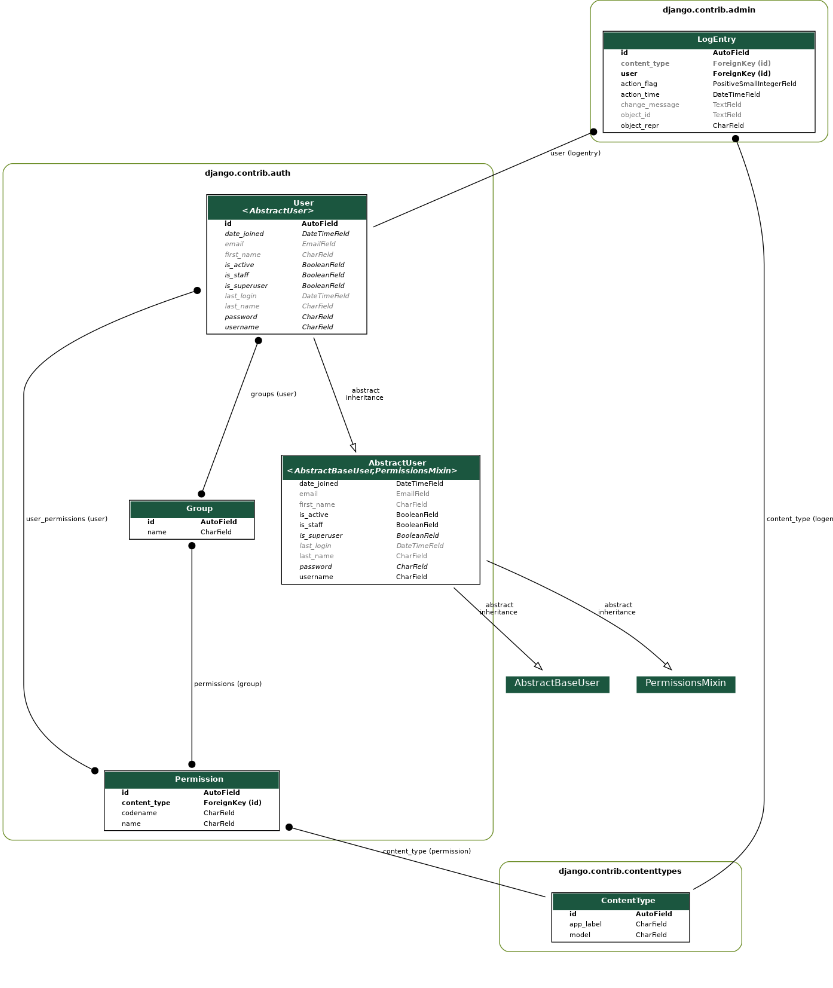 django.contrib.admin
LogEntry
id AutoField
content_type ForeignKey (id)
user ForeignKey (id)
action_flag PositiveSmallIntegerField
action_time DateTimeField
change_message TextField
object_id TextField
object_repr CharField
user (logentry)
django.contrib.auth
User
<AbstractUser>
id AutoField
date_joined DateTimeField
email EmailField
first_name CharField
is_active BooleanField
is_staff BooleanField
is_superuser BooleanField
last_login DateTimeField
last_name CharField
password CharField
username CharField
groups (user)
abstract
inheritance
AbstractUser
<AbstractBaseUser,PermissionsMixin>
date_joined DateTimeField
email EmailField
first_name CharField
is_active BooleanField
is_staff BooleanField
is_superuser BooleanField
last_login DateTimeField
last_name CharField
password CharField
username CharField
Group
id AutoField
name CharField
user_permissions (user)
content_type (logen
abstract
inheritance
abstract
inheritance
permissions (group)
AbstractBaseUser
PermissionsMixin
Permission
id AutoField
content_type ForeignKey (id)
codename CharField
name CharField
content_type (permission)
django.contrib.contenttypes
ContentType
id AutoField
app_label CharField
model CharField